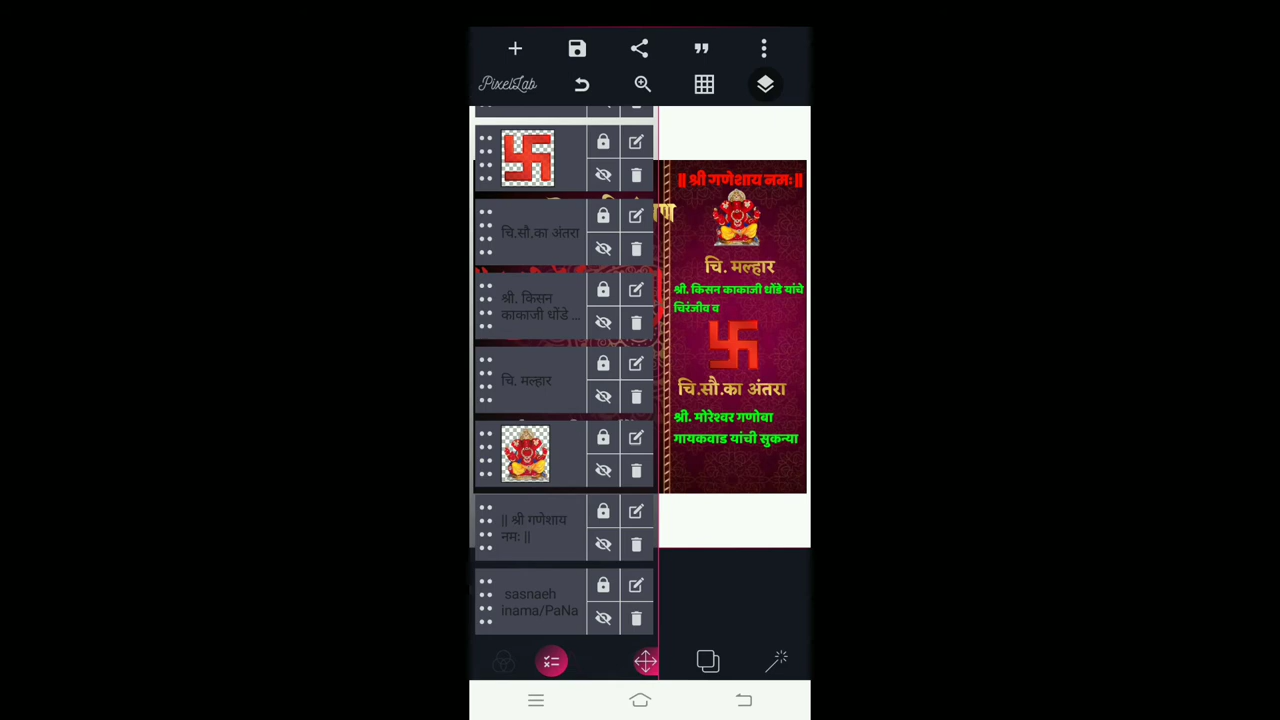 PixelLab
चि.सौ.का अंतरा
श्री. किसन
काकाजी धोंडे ...
चि. मल्हार
|| श्री गणेशाय
नमः ||
sasnaeh
inama/PaNa
|| श्री गणेशाय नमः ||
चि. मल्हार
श्री. किसन काकाजी धोंडे यांचे
चिरंजीव व
चि.सौ.का अंतरा
श्री. मोरेश्वर गणोबा
गायकवाड यांची सुकन्या